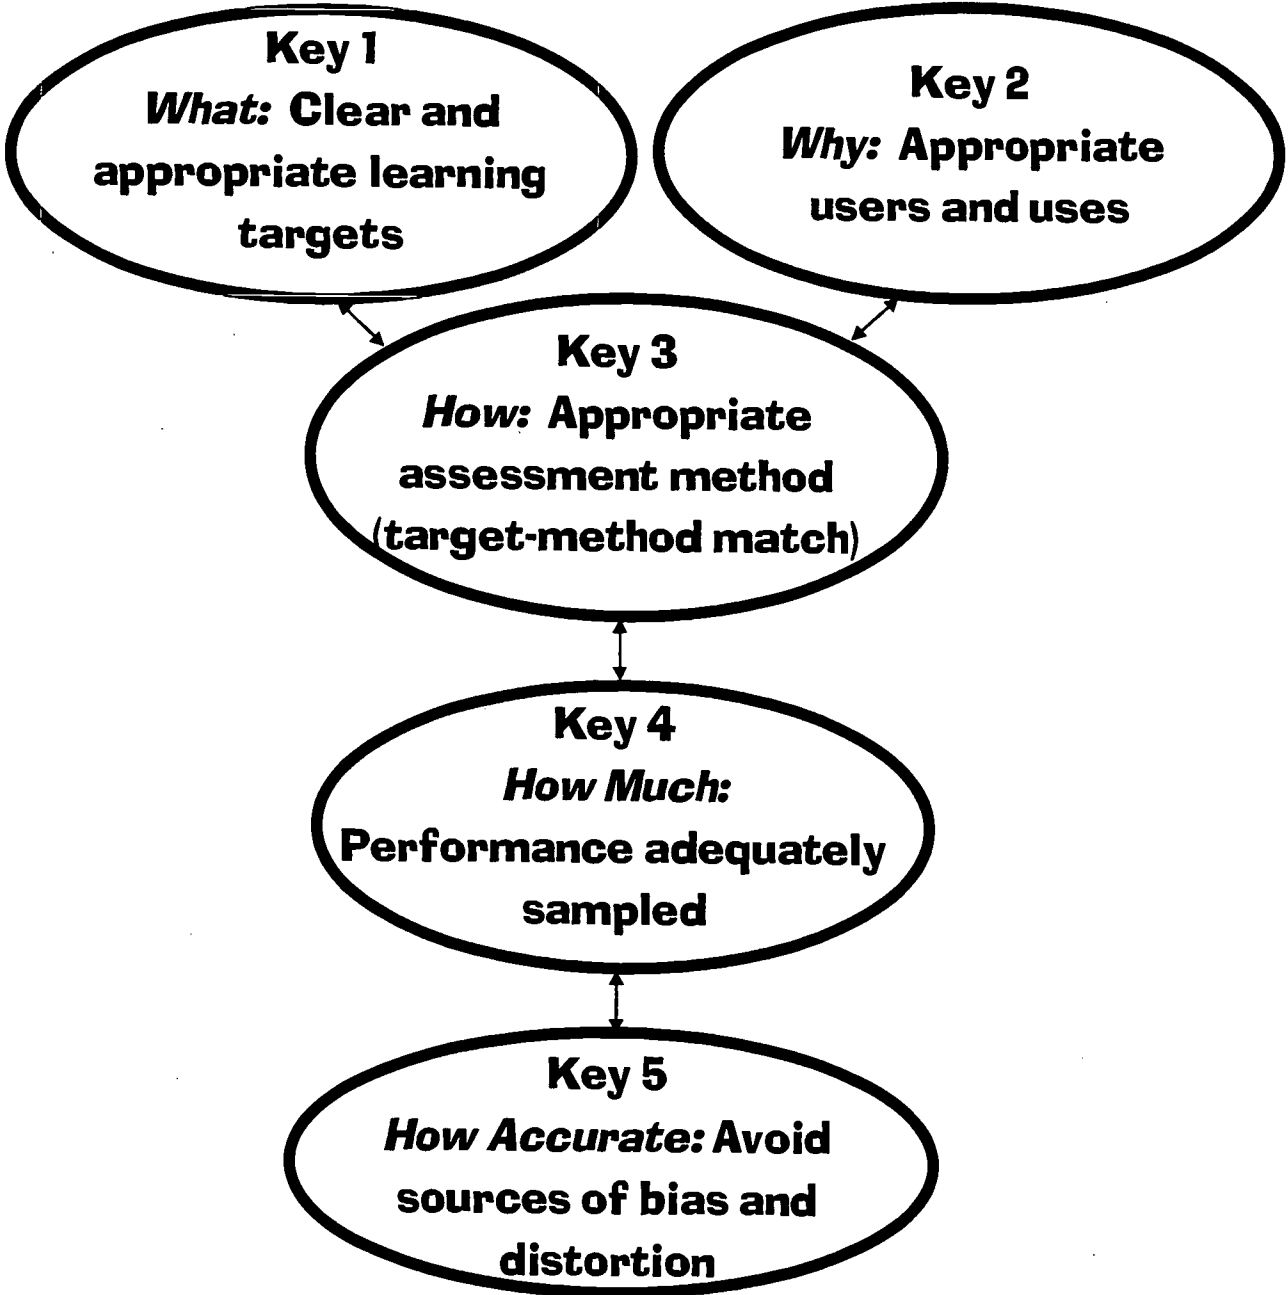 Key 1
What: Clear and
appropriate learning
targets
Key 2
Why: Appropriate
users and uses
Key 3
How: Appropriate
assessment method
(target-method match)
Key 4
How Much:
Performance adequately
sampled
Key 5
How Accurate: Avoid
sources of bias and
distortion